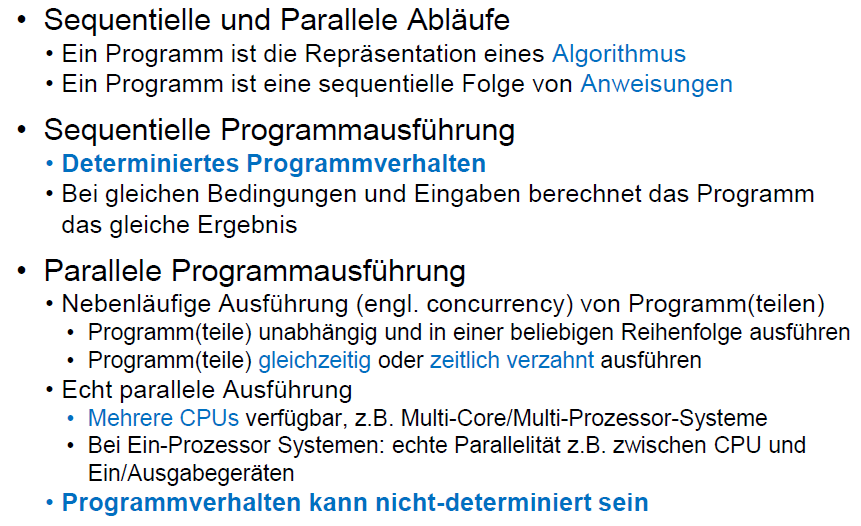 • Sequentielle und Parallele Abläufe
• Ein Programm ist die Repräsentation eines Algorithmus
• Ein Programm ist eine sequentielle Folge von Anweisungen
• Sequentielle Programmausführung
• Determiniertes Programmverhalten
• Bei gleichen Bedingungen und Eingaben berechnet das Programm
das gleiche Ergebnis
• Parallele Programmausführung
• Nebenläufige Ausführung (engl. concurrency) von Programm(teilen)
• Programm(teile) unabhängig und in einer beliebigen Reihenfolge ausführen
• Programm(teile) gleichzeitig oder zeitlich verzahnt ausführen
• Echt parallele Ausführung
• Mehrere CPUs verfügbar, z.B. Multi-Core/Multi-Prozessor-Systeme
• Bei Ein-Prozessor Systemen: echte Parallelität z.B. zwischen CPU und
Ein/Ausgabegeräten
• Programmverhalten kann nicht-determiniert sein